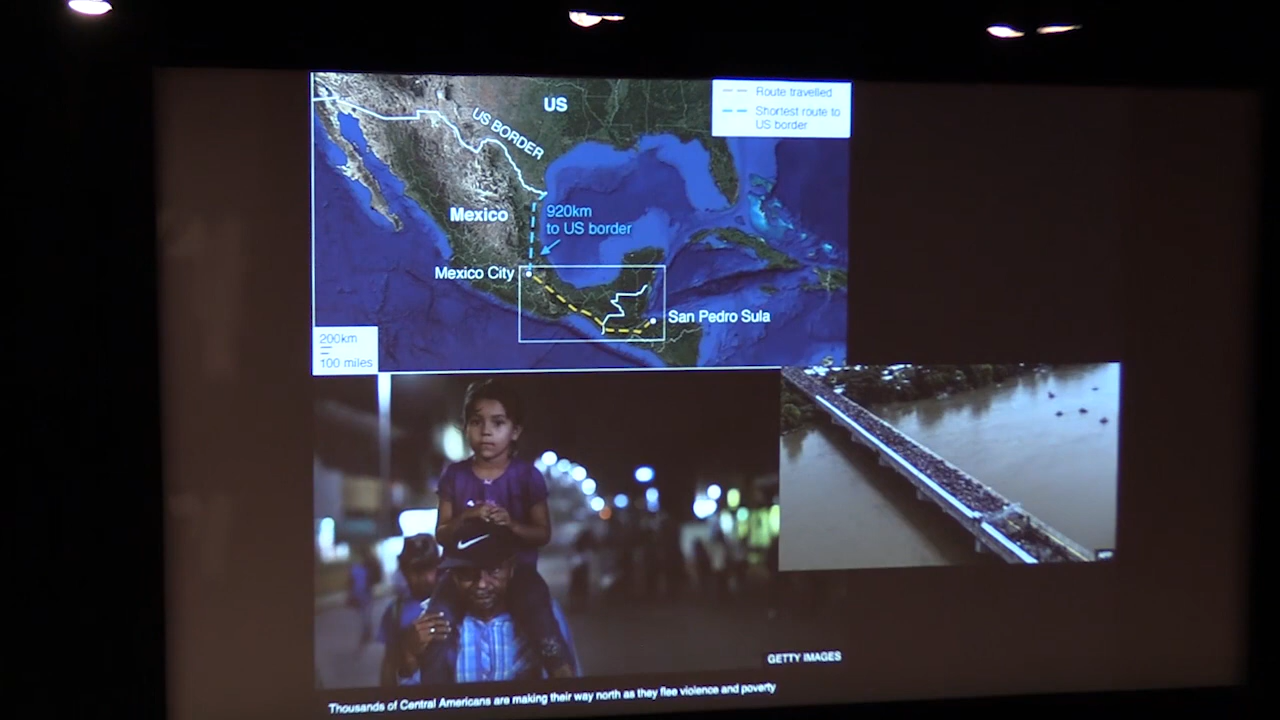 Route travelled
Shortest route to
US border
US
US BORDER
Mexico
920km
to US border
Mexico City
San Pedro Sula
200km
100 miles
GETTY IMAGES
Thousands of Central Americans are making their way north as they flee violence and poverty